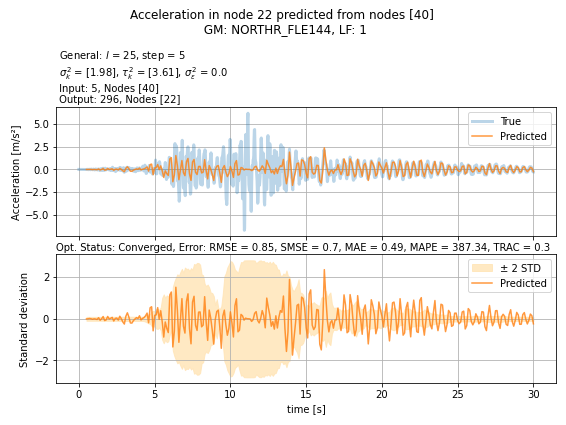 Acceleration in node 22 predicted from nodes [40]
GM: NORTHR_FLE144, LF: 1
General: l = 25, step = 5
σ_k² = [1.98], τ_k² = [3.61], σ_ε² = 0.0
Input: 5, Nodes [40]
Output: 296, Nodes [22]
Acceleration [m/s²]
5.0
2.5
0.0
−2.5
−5.0
True
Predicted
Opt. Status: Converged, Error: RMSE = 0.85, SMSE = 0.7, MAE = 0.49, MAPE = 387.34, TRAC = 0.3
Standard deviation
2
0
−2
± 2 STD
Predicted
0 5 10 15 20 25 30
time [s]